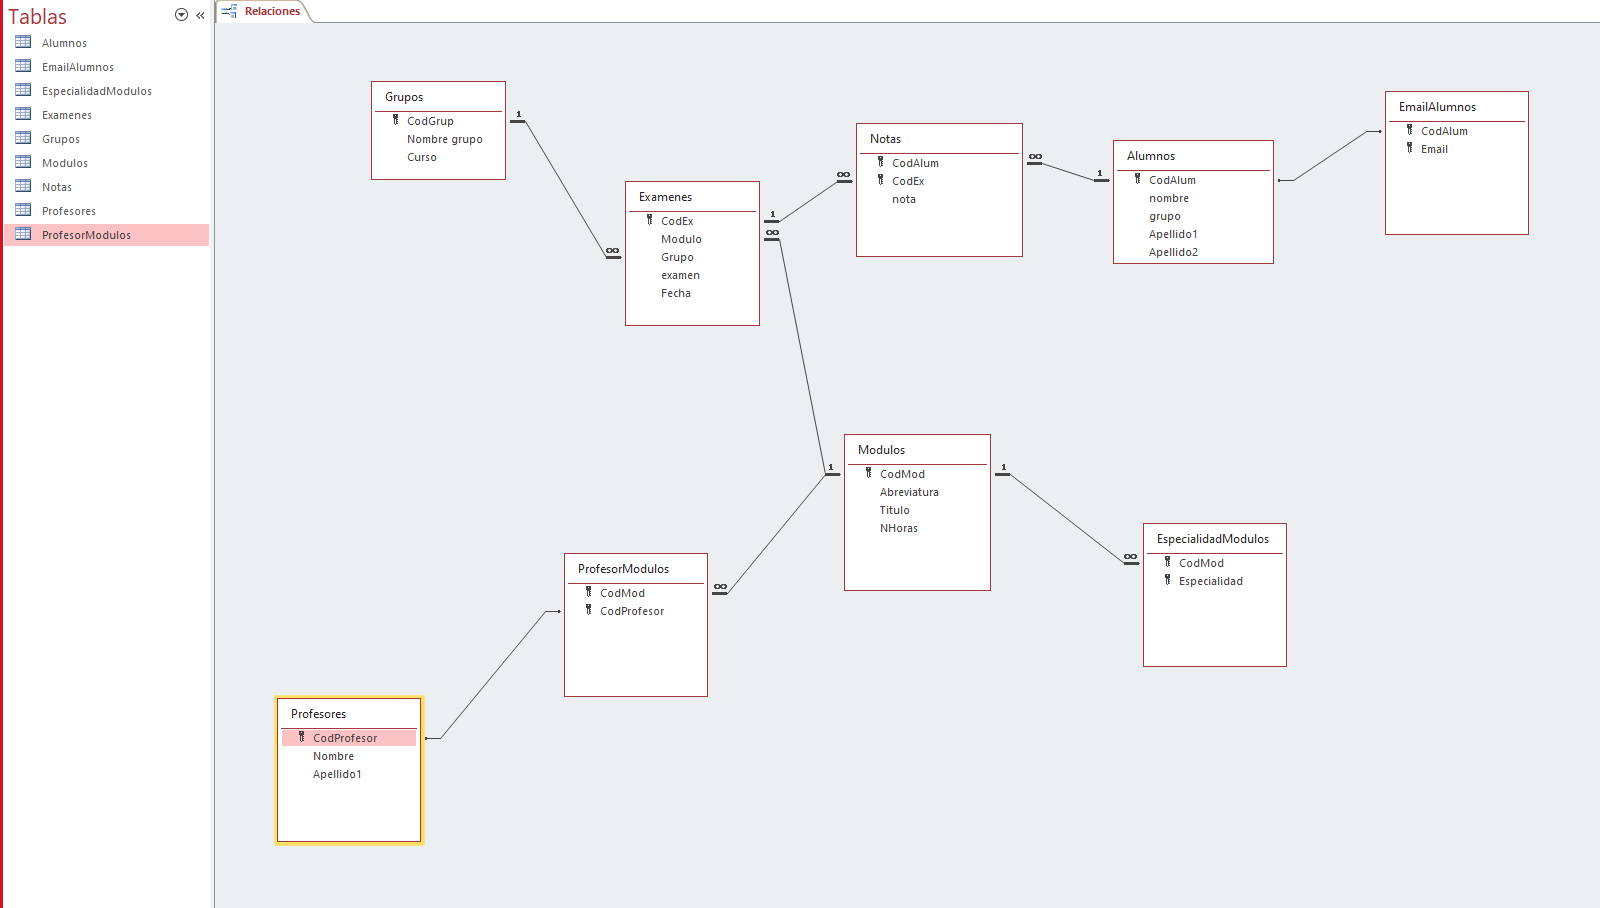 Tablas
Alumnos
EmailAlumnos
EspecialidadModulos
Examenes
Grupos
Modulos
Notas
Profesores
ProfesorModulos
Relaciones
Grupos
CodGrup
Nombre grupo
Curso
1
∞
Examenes
CodEx
Modulo
Grupo
examen
Fecha
1
∞
∞
Notas
CodAlum
CodEx
nota
∞
1
Alumnos
CodAlum
nombre
grupo
Apellido1
Apellido2
EmailAlumnos
CodAlum
Email
1
Modulos
CodMod
Abreviatura
Titulo
NHoras
1
∞
EspecialidadModulos
CodMod
Especialidad
ProfesorModulos
CodMod
CodProfesor
∞
Profesores
CodProfesor
Nombre
Apellido1